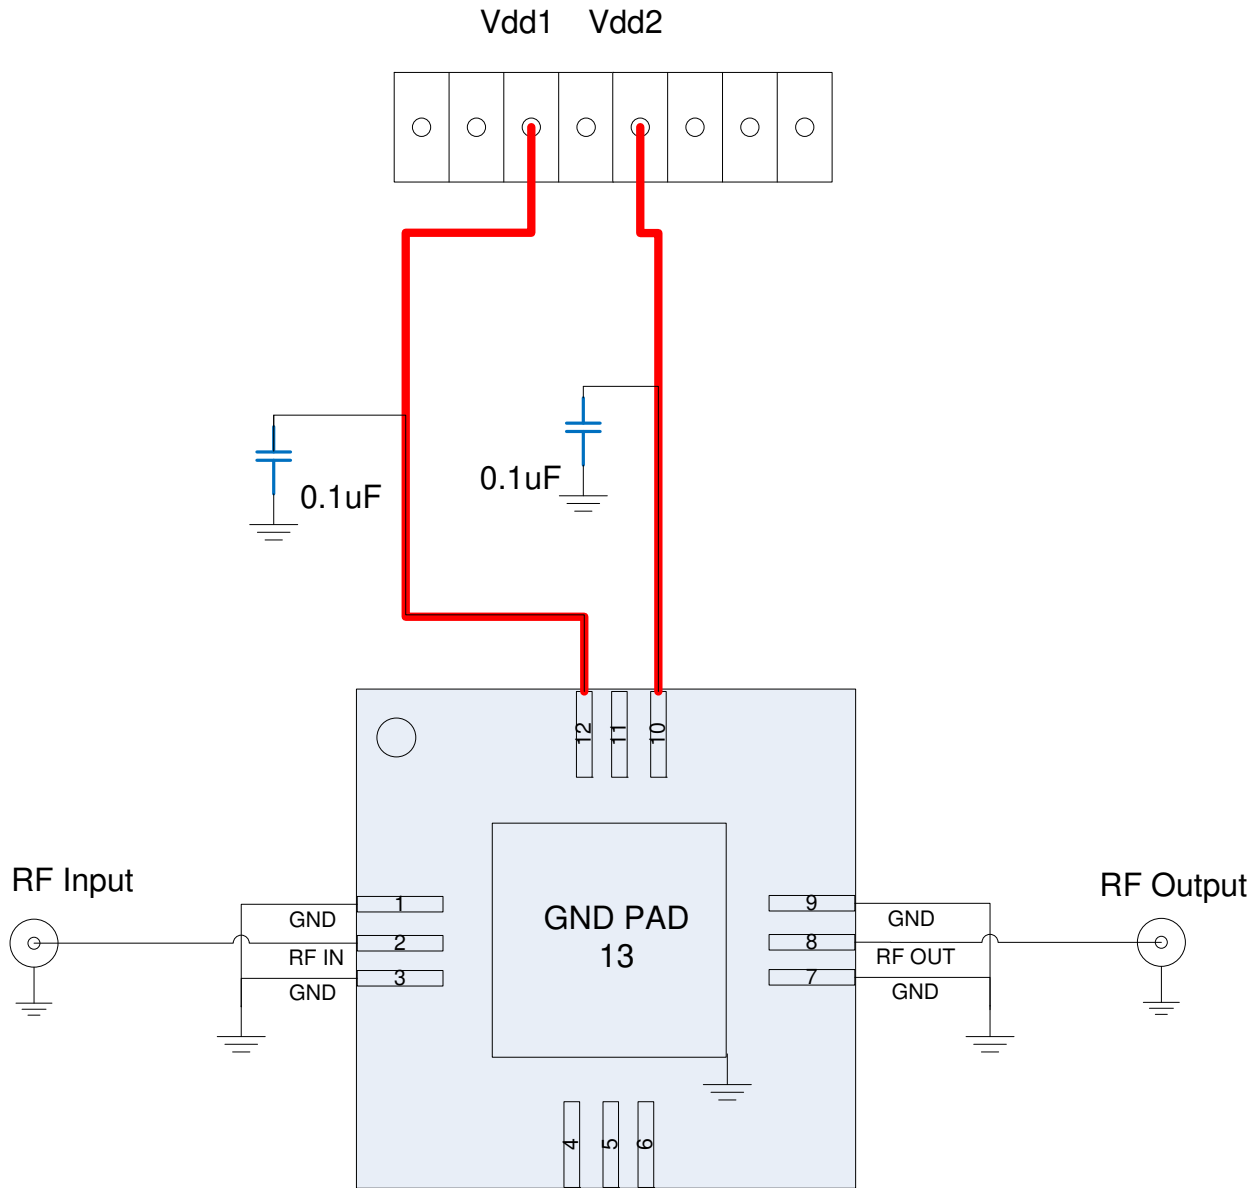 Vdd1 Vdd2
0.1uF
0.1uF
12 11 10
RF Input
RF Output
1
GND
2
RF IN
3
GND
GND PAD
13
9
GND
8
RF OUT
7
GND
4 5 6